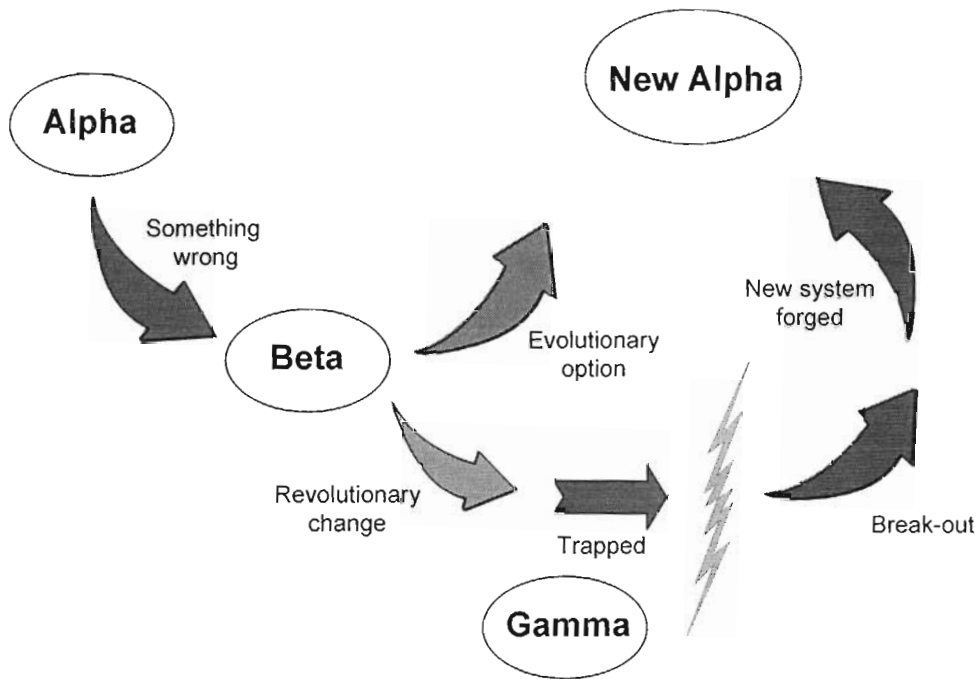 New Alpha
Alpha
Something
wrong
New system
forged
Beta
Evolutionary
option
Revolutionary
change
Trapped
Break-out
Gamma